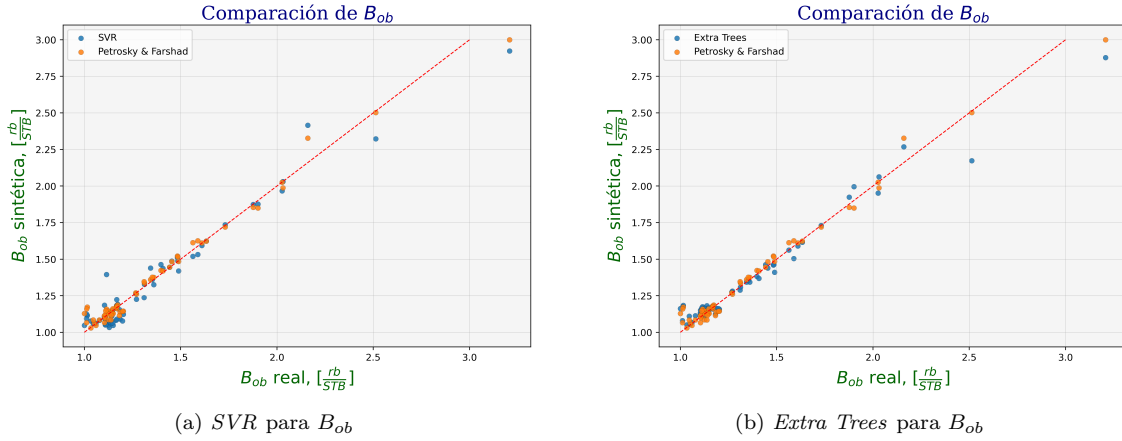 Comparación de B_ob
SVR
Petrosky & Farshad
B_ob sintética, [rb/STB]
3.00
2.75
2.50
2.25
2.00
1.75
1.50
1.25
1.00
1.0 1.5 2.0 2.5 3.0
B_ob real, [rb/STB]
(a) SVR para B_ob
Comparación de B_ob
Extra Trees
Petrosky & Farshad
B_ob sintética, [rb/STB]
3.00
2.75
2.50
2.25
2.00
1.75
1.50
1.25
1.00
1.0 1.5 2.0 2.5 3.0
B_ob real, [rb/STB]
(b) Extra Trees para B_ob